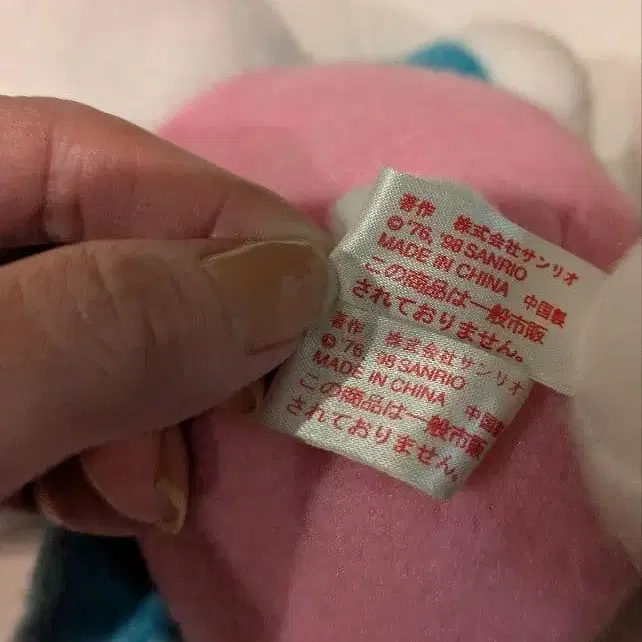 著作 株式会社サンリオ
©'76, 98 SANRIO
MADE IN CHINA 中国製
この商品は一般市販
されておりません。
著作 株式会社サンリオ
©'76, 98 SANRIO
MADE IN CHINA 中国製
この商品は一般市販
されておりません。